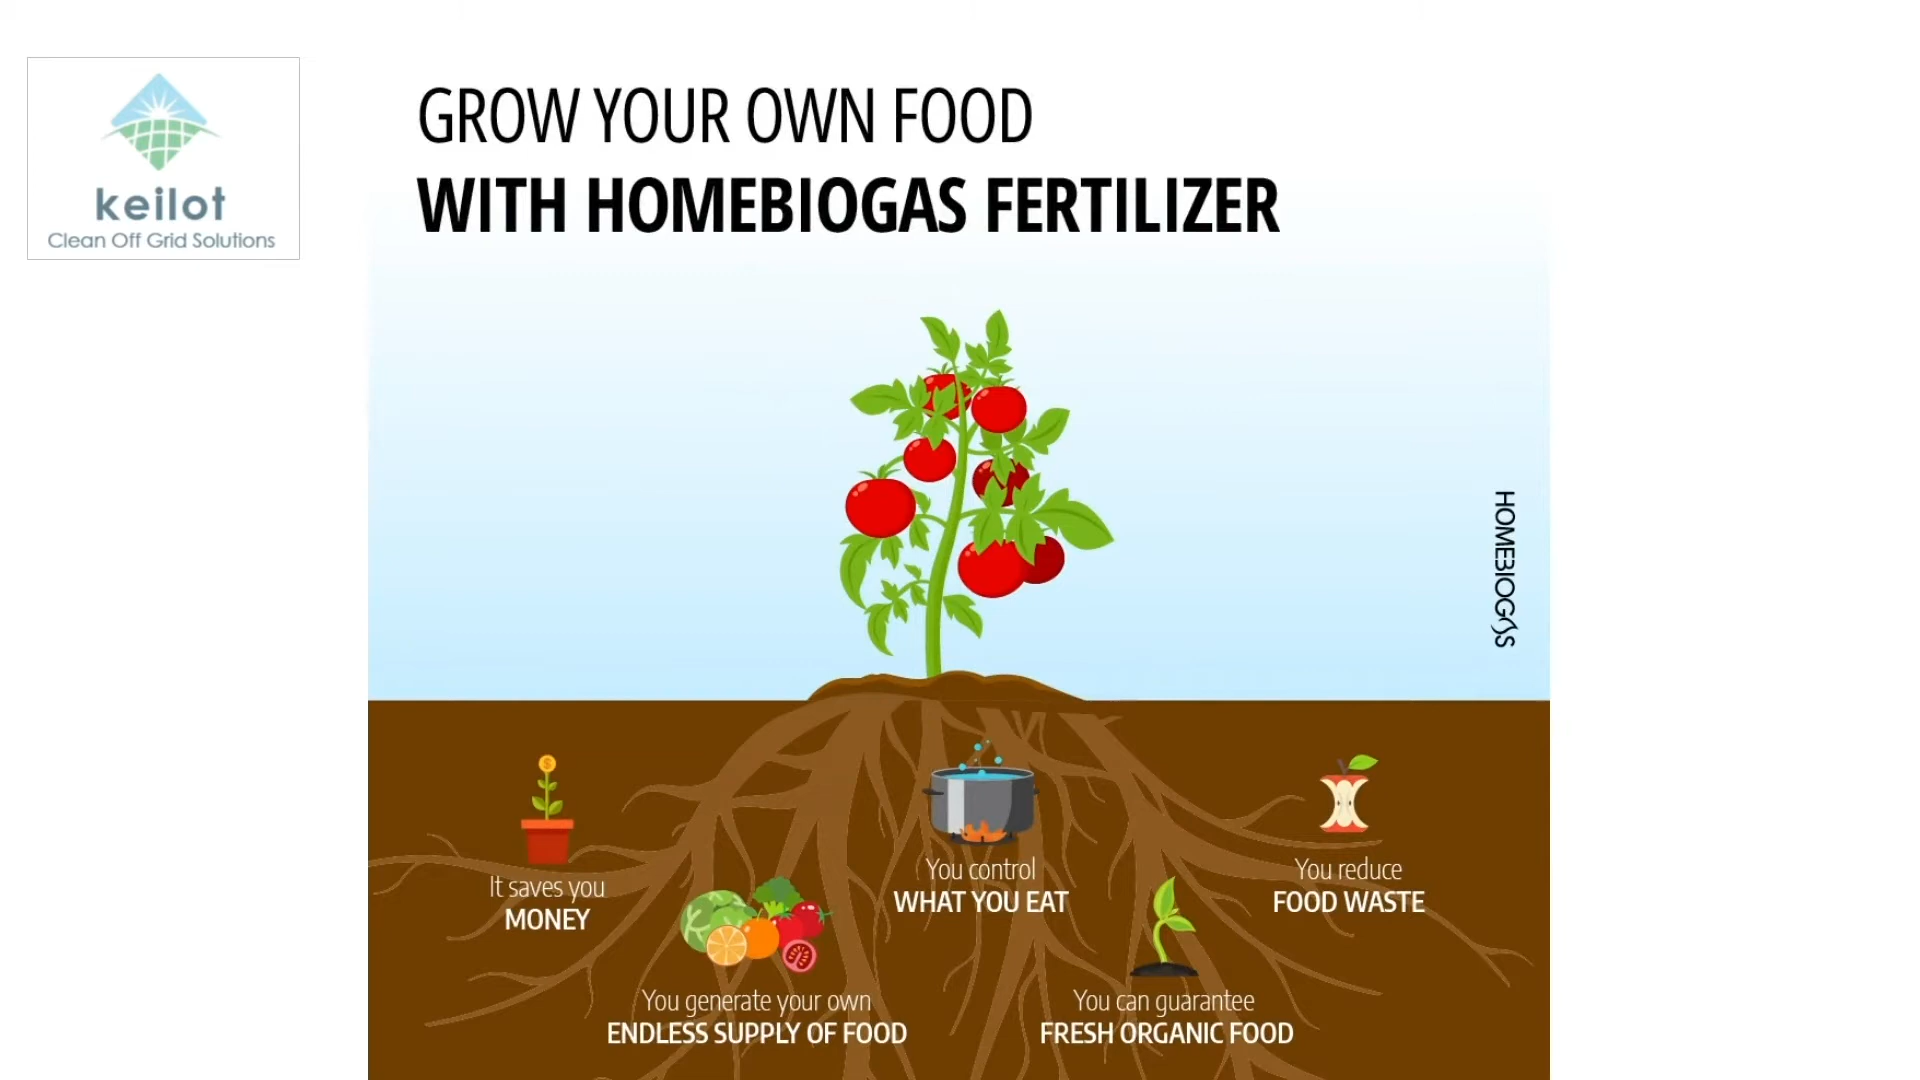 keilot
Clean Off Grid Solutions
GROW YOUR OWN FOOD
WITH HOMEBIOGAS FERTILIZER
HOMEBIOGAS
It saves you
MONEY
You generate your own
ENDLESS SUPPLY OF FOOD
You control
WHAT YOU EAT
You can guarantee
FRESH ORGANIC FOOD
You reduce
FOOD WASTE